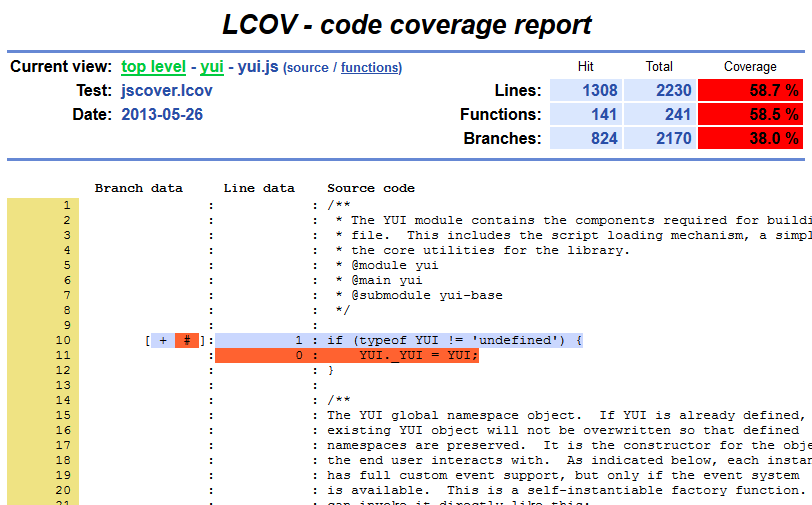 LCOV - code coverage report
Current view: top level - yui - yui.js (source / functions) Hit Total Coverage
Test: jscover.lcov Lines: 1308 2230 58.7 %
Date: 2013-05-26 Functions: 141 241 58.5 %
Branches: 824 2170 38.0 %
Branch data Line data Source code
1 : : /**
2 : : * The YUI module contains the components required for buildi
3 : : * file. This includes the script loading mechanism, a simpl
4 : : * the core utilities for the library.
5 : : * @module yui
6 : : * @main yui
7 : : * @submodule yui-base
8 : : */
9 : :
10 [ + # ]: 1 : if (typeof YUI != 'undefined') {
11 : 0 : YUI._YUI = YUI;
12 : : }
13 : :
14 : : /**
15 : : The YUI global namespace object. If YUI is already defined,
16 : : existing YUI object will not be overwritten so that defined
17 : : namespaces are preserved. It is the constructor for the obje
18 : : the end user interacts with. As indicated below, each instan
19 : : has full custom event support, but only if the event system
20 : : is available. This is a self-instantiable factory function.
21 : : can invoke it directly like this: